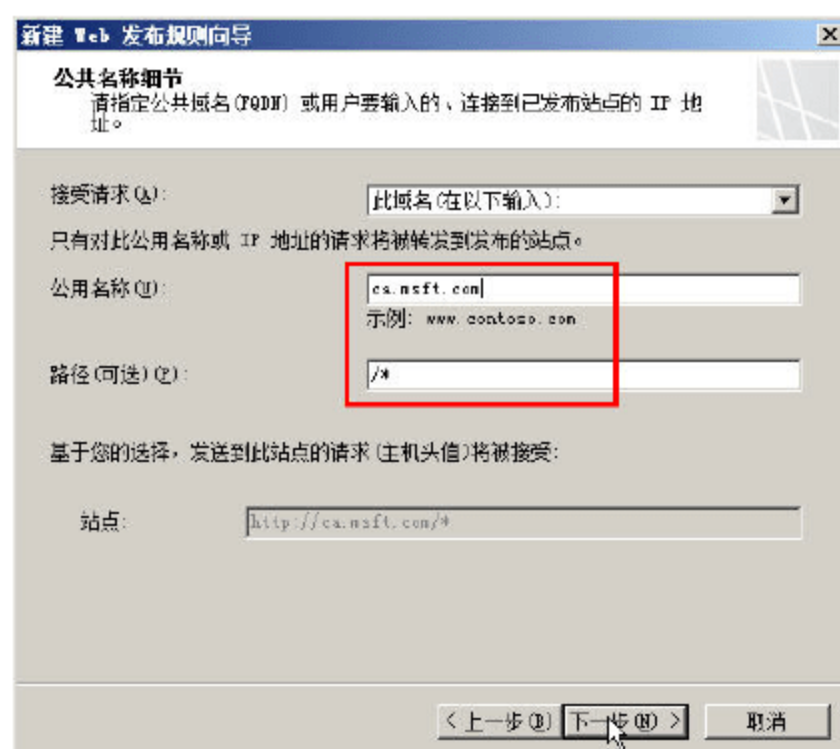 新建 Web 发布规则向导
公共名称细节
请指定公共域名(FQDN) 或用户要输入的、连接到已发布站点的 IP 地
址。
接受请求(A):
此域名(在以下输入):
只有对此公用名称或 IP 地址的请求将被转发到发布的站点。
公用名称(U):
ca.msft.com
示例: www.contoso.com
路径(可选)(P):
/*
基于您的选择，发送到此站点的请求(主机头值)将被接受:
站点:
http://ca.msft.com/*
< 上一步(B)
下一步(N) >
取消